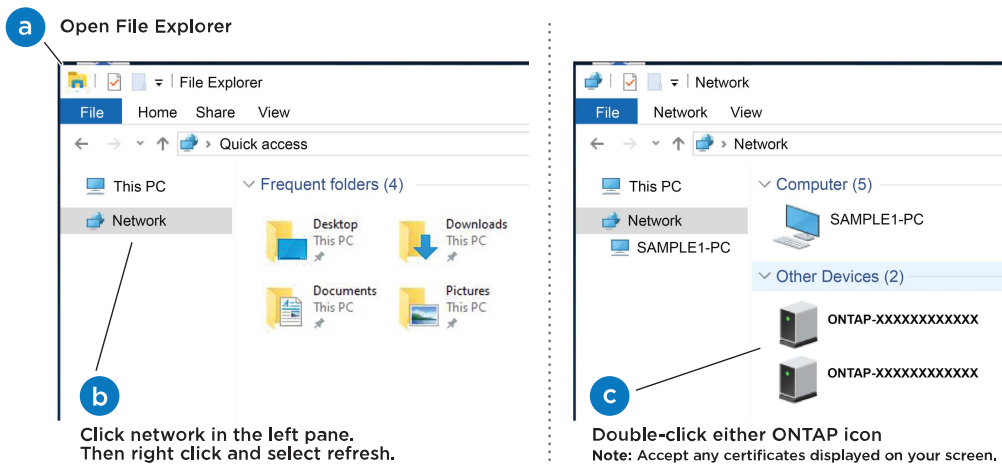 a
Open File Explorer
File Explorer
File Home Share View
Quick access
This PC
Network
Frequent folders (4)
Desktop
This PC
Downloads
This PC
Documents
This PC
Pictures
This PC
b
Click network in the left pane.
Then right click and select refresh.
Network
File Network View
Network
This PC
Network
SAMPLE1-PC
Computer (5)
SAMPLE1-PC
Other Devices (2)
ONTAP-XXXXXXXXXXXX
ONTAP-XXXXXXXXXXXX
c
Double-click either ONTAP icon
Note: Accept any certificates displayed on your screen.